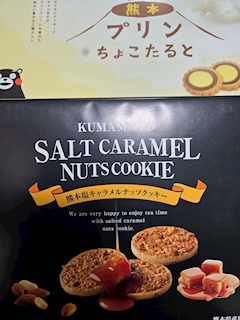 熊本
プリン
ちょこたると
KUMAMOTO
SALT CARAMEL
NUTS COOKIE
熊本塩キャラメルナッツクッキー
We are very happy to enjoy tea time
with salted caramel
nuts cookie.